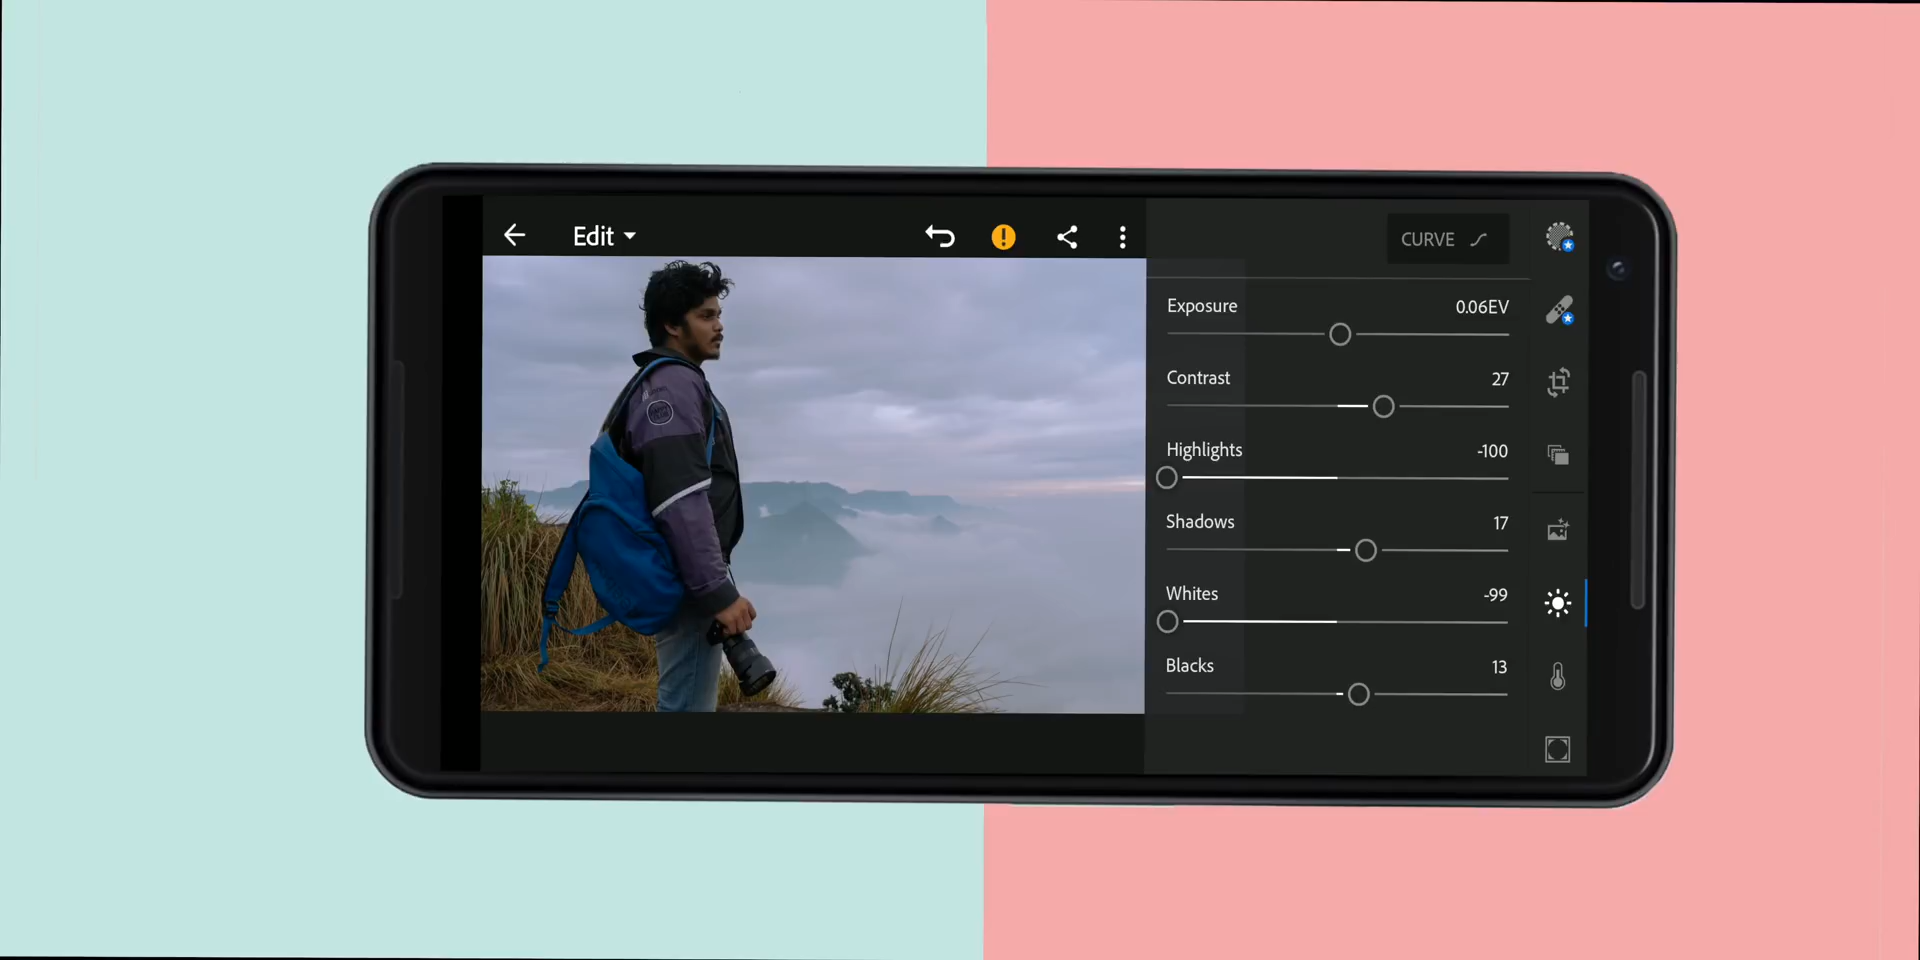 Edit
CURVE
Exposure 0.06EV
Contrast 27
Highlights -100
Shadows 17
Whites -99
Blacks 13